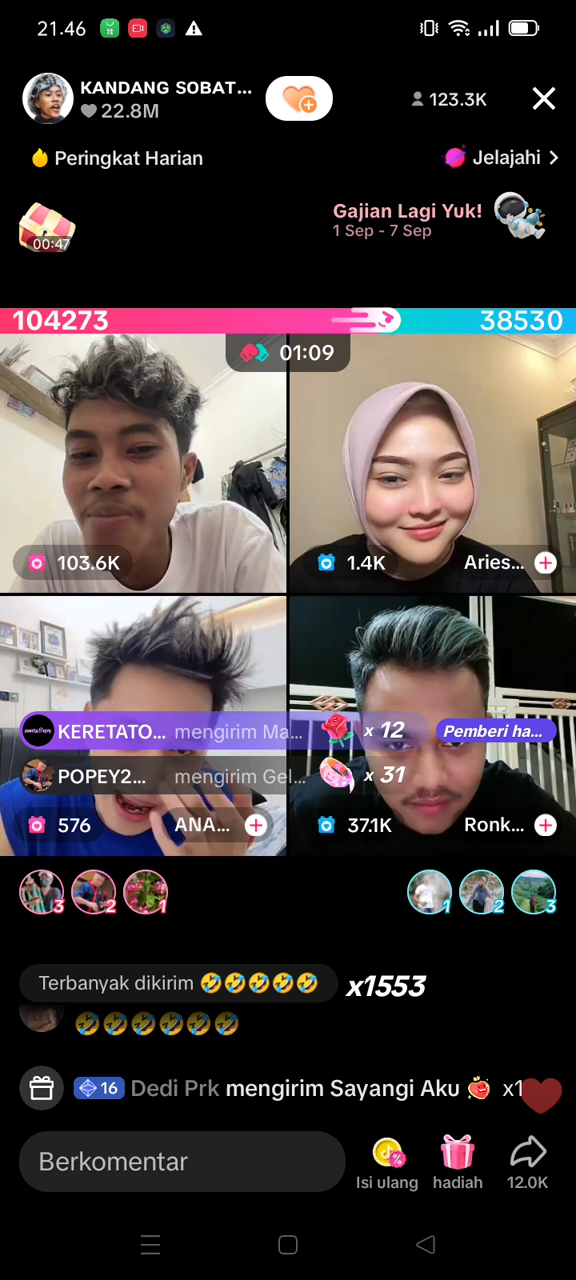 21.46
KANDANG SOBAT...
22.8M
123.3K
Peringkat Harian
Jelajahi
00:47
Gajian Lagi Yuk!
1 Sep - 7 Sep
104273
38530
01:09
103.6K
1.4K
Aries...
KERETATO... mengirim Ma... x 12
Pemberi ha...
POPEY2... mengirim Gel... x 31
576
ANA...
37.1K
Ronk...
3
2
1
1
2
3
Terbanyak dikirim 🤣🤣🤣🤣🤣 x1553
🤣🤣🤣🤣🤣🤣
16 Dedi Prk mengirim Sayangi Aku x1
Berkomentar
Isi ulang
hadiah
12.0K